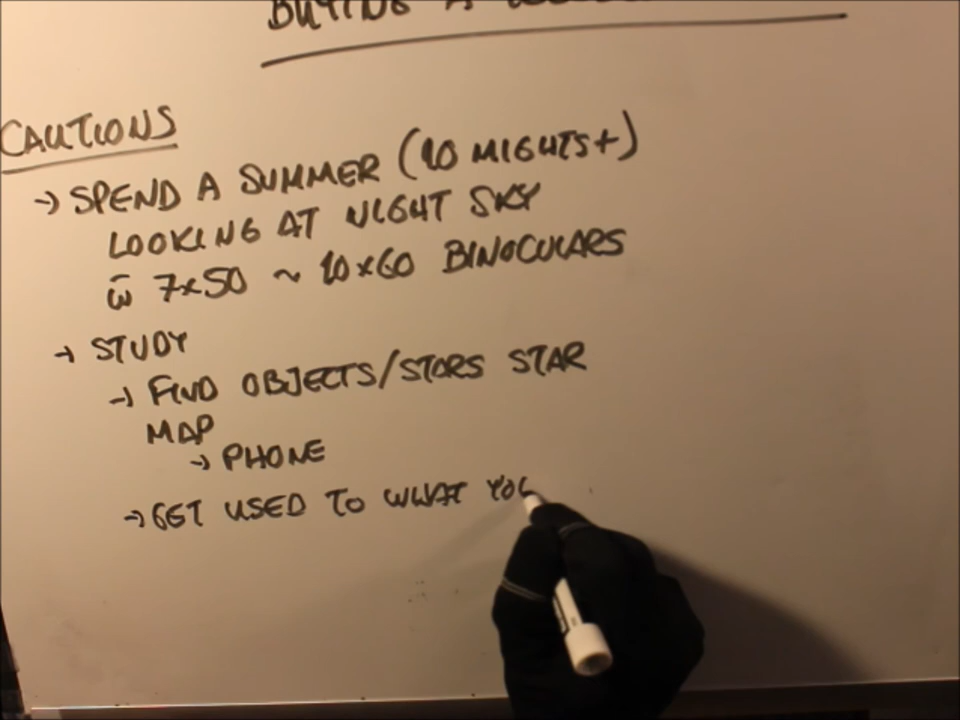 BUYING A
CAUTIONS
→ SPEND A SUMMER (10 NIGHTS+)
LOOKING AT NIGHT SKY
w̄ 7x50 ~ 10x60 BINOCULARS
→ STUDY
→ FIND OBJECTS/STARS STAR
MAP
→ PHONE
→ GET USED TO WHAT YOU